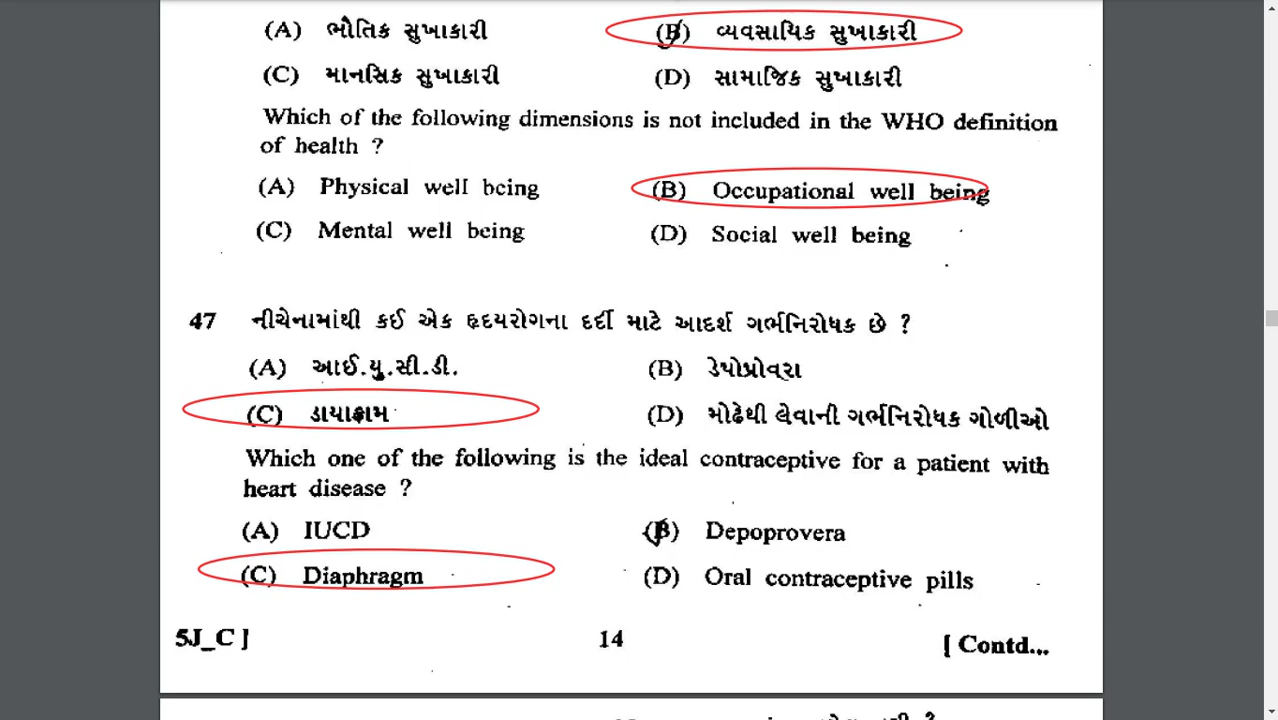 (A) ભૌતિક સુખાકારી (B) વ્યવસાયિક સુખાકારી
(C) માનસિક સુખાકારી (D) સામાજિક સુખાકારી
Which of the following dimensions is not included in the WHO definition
of health ?
(A) Physical well being (B) Occupational well being
(C) Mental well being (D) Social well being
47 નીચેનામાંથી કઈ એક હૃદયરોગના દર્દી માટે આદર્શ ગર્ભનિરોધક છે ?
(A) આઈ.યુ.સી.ડી. (B) ડેપોપ્રોવરા
(C) ડાયાફ્રામ (D) મોઢેથી લેવાની ગર્ભનિરોધક ગોળીઓ
Which one of the following is the ideal contraceptive for a patient with
heart disease ?
(A) IUCD (B) Depoprovera
(C) Diaphragm (D) Oral contraceptive pills
5J_C ] 14 [ Contd...